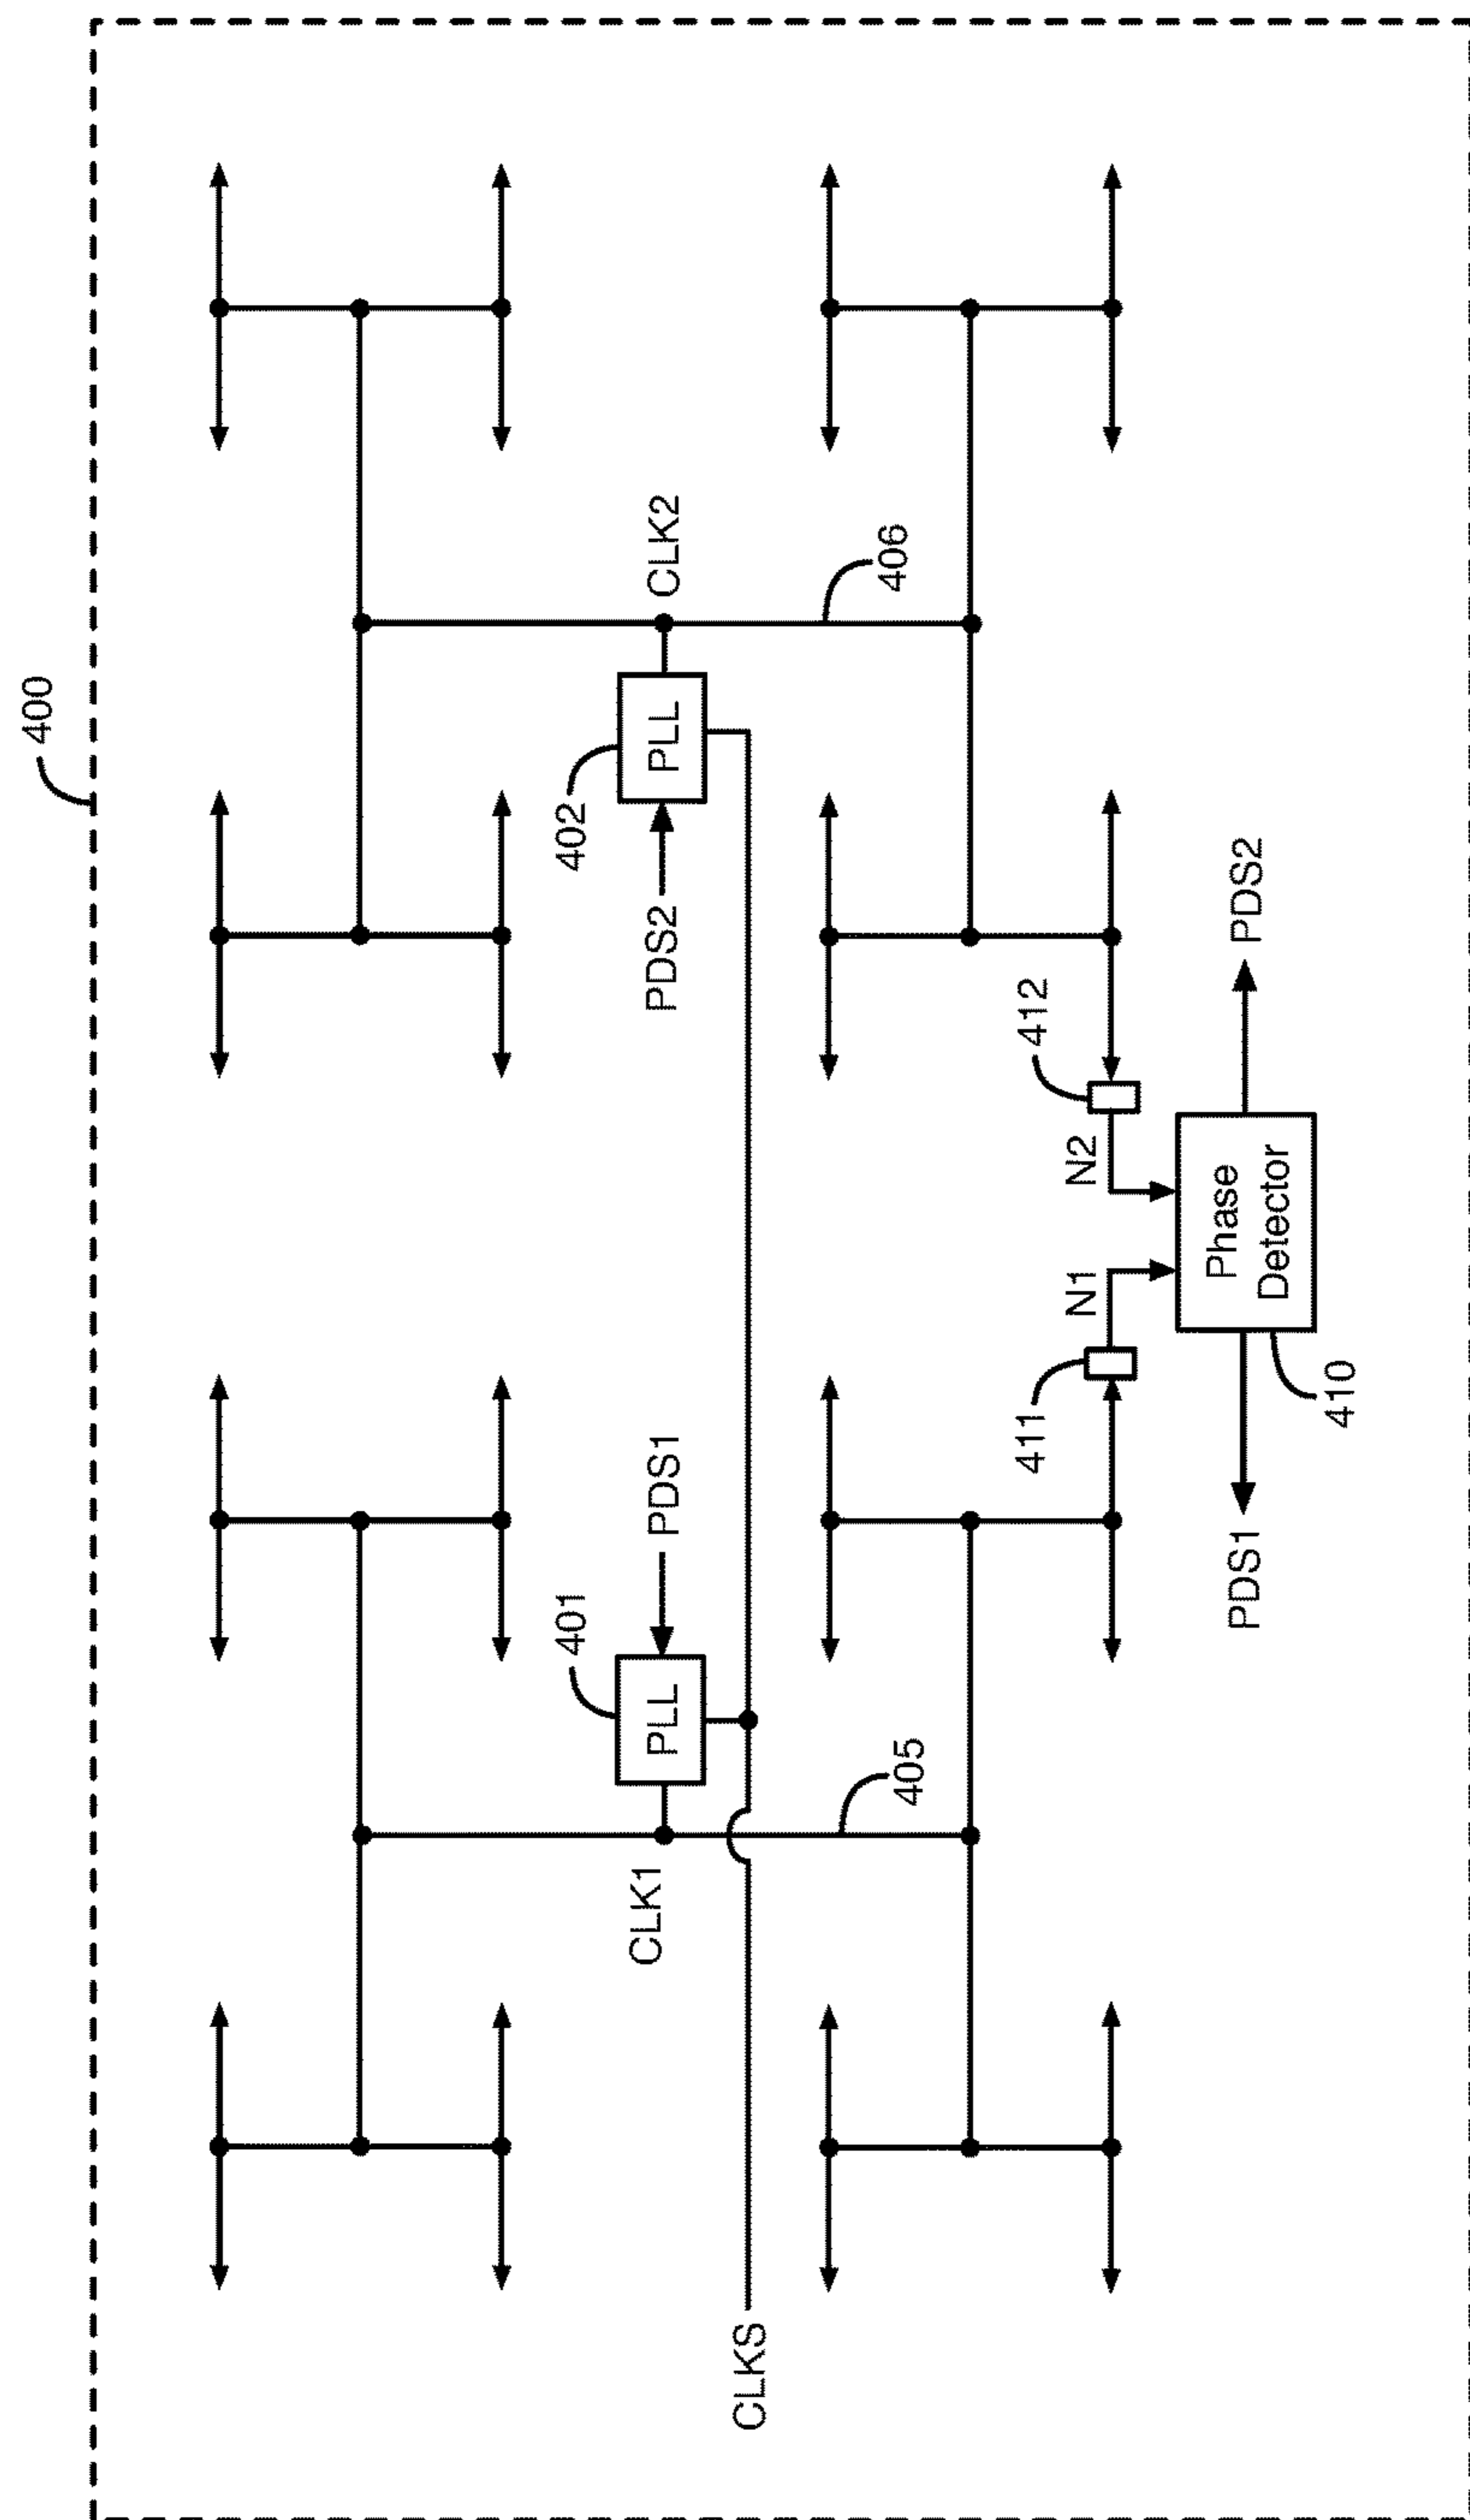 400
CLK2
402
PLL
PDS2
406
401
PLL
PDS1
CLK1
405
CLKS
411
N1
N2
412
Phase
Detector
PDS1
PDS2
410